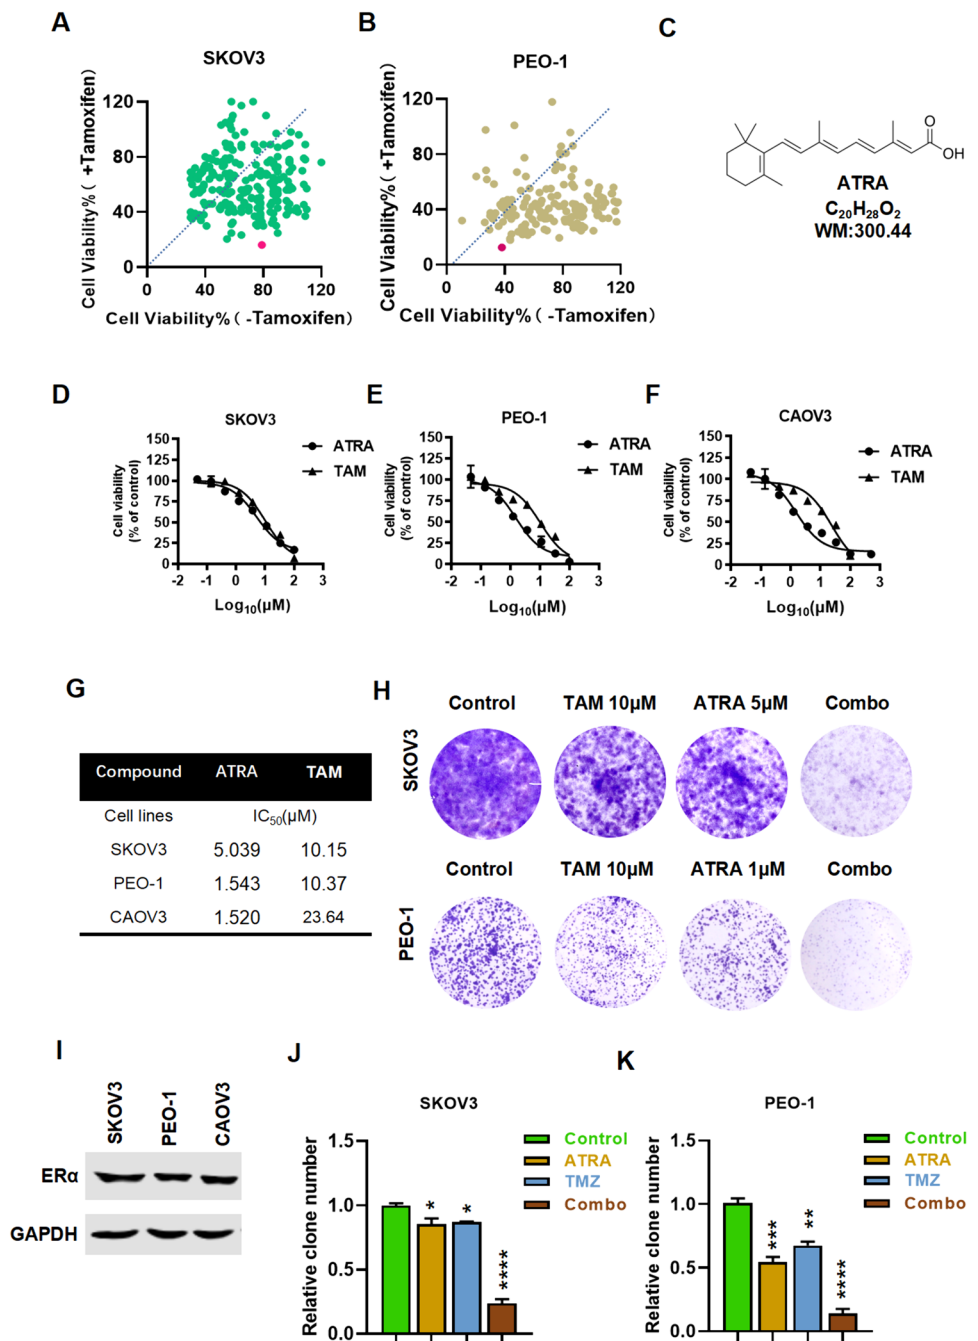 A
B
C
SKOV3
Cell Viability%( +Tamoxifen)
120
80
40
0
0
40
80
120
Cell Viability%( -Tamoxifen)
PEO-1
Cell Viability%( +Tamoxifen)
120
80
40
0
0
40
80
120
Cell Viability%( -Tamoxifen)
O
OH
ATRA
C20H28O2
WM:300.44
D
E
F
SKOV3
Cell viability
(% of control)
150
125
100
75
50
25
0
-2 -1 0 1 2 3
Log10(μM)
ATRA
TAM
PEO-1
Cell viability
(% of control)
150
125
100
75
50
25
0
-2 -1 0 1 2 3
Log10(μM)
ATRA
TAM
CAOV3
Cell viability
(% of control)
150
125
100
75
50
25
0
-2 -1 0 1 2 3
Log10(μM)
ATRA
TAM
G
Compound ATRA TAM
Cell lines IC50(μM)
SKOV3 5.039 10.15
PEO-1 1.543 10.37
CAOV3 1.520 23.64
H
Control TAM 10μM ATRA 5μM Combo
SKOV3
Control TAM 10μM ATRA 1μM Combo
PEO-1
I
SKOV3
PEO-1
CAOV3
ERα
GAPDH
J
SKOV3
Relative clone number
1.5
1.0
0.5
0.0
*
*
****
Control
ATRA
TMZ
Combo
K
PEO-1
Relative clone number
1.5
1.0
0.5
0.0
***
**
****
Control
ATRA
TMZ
Combo